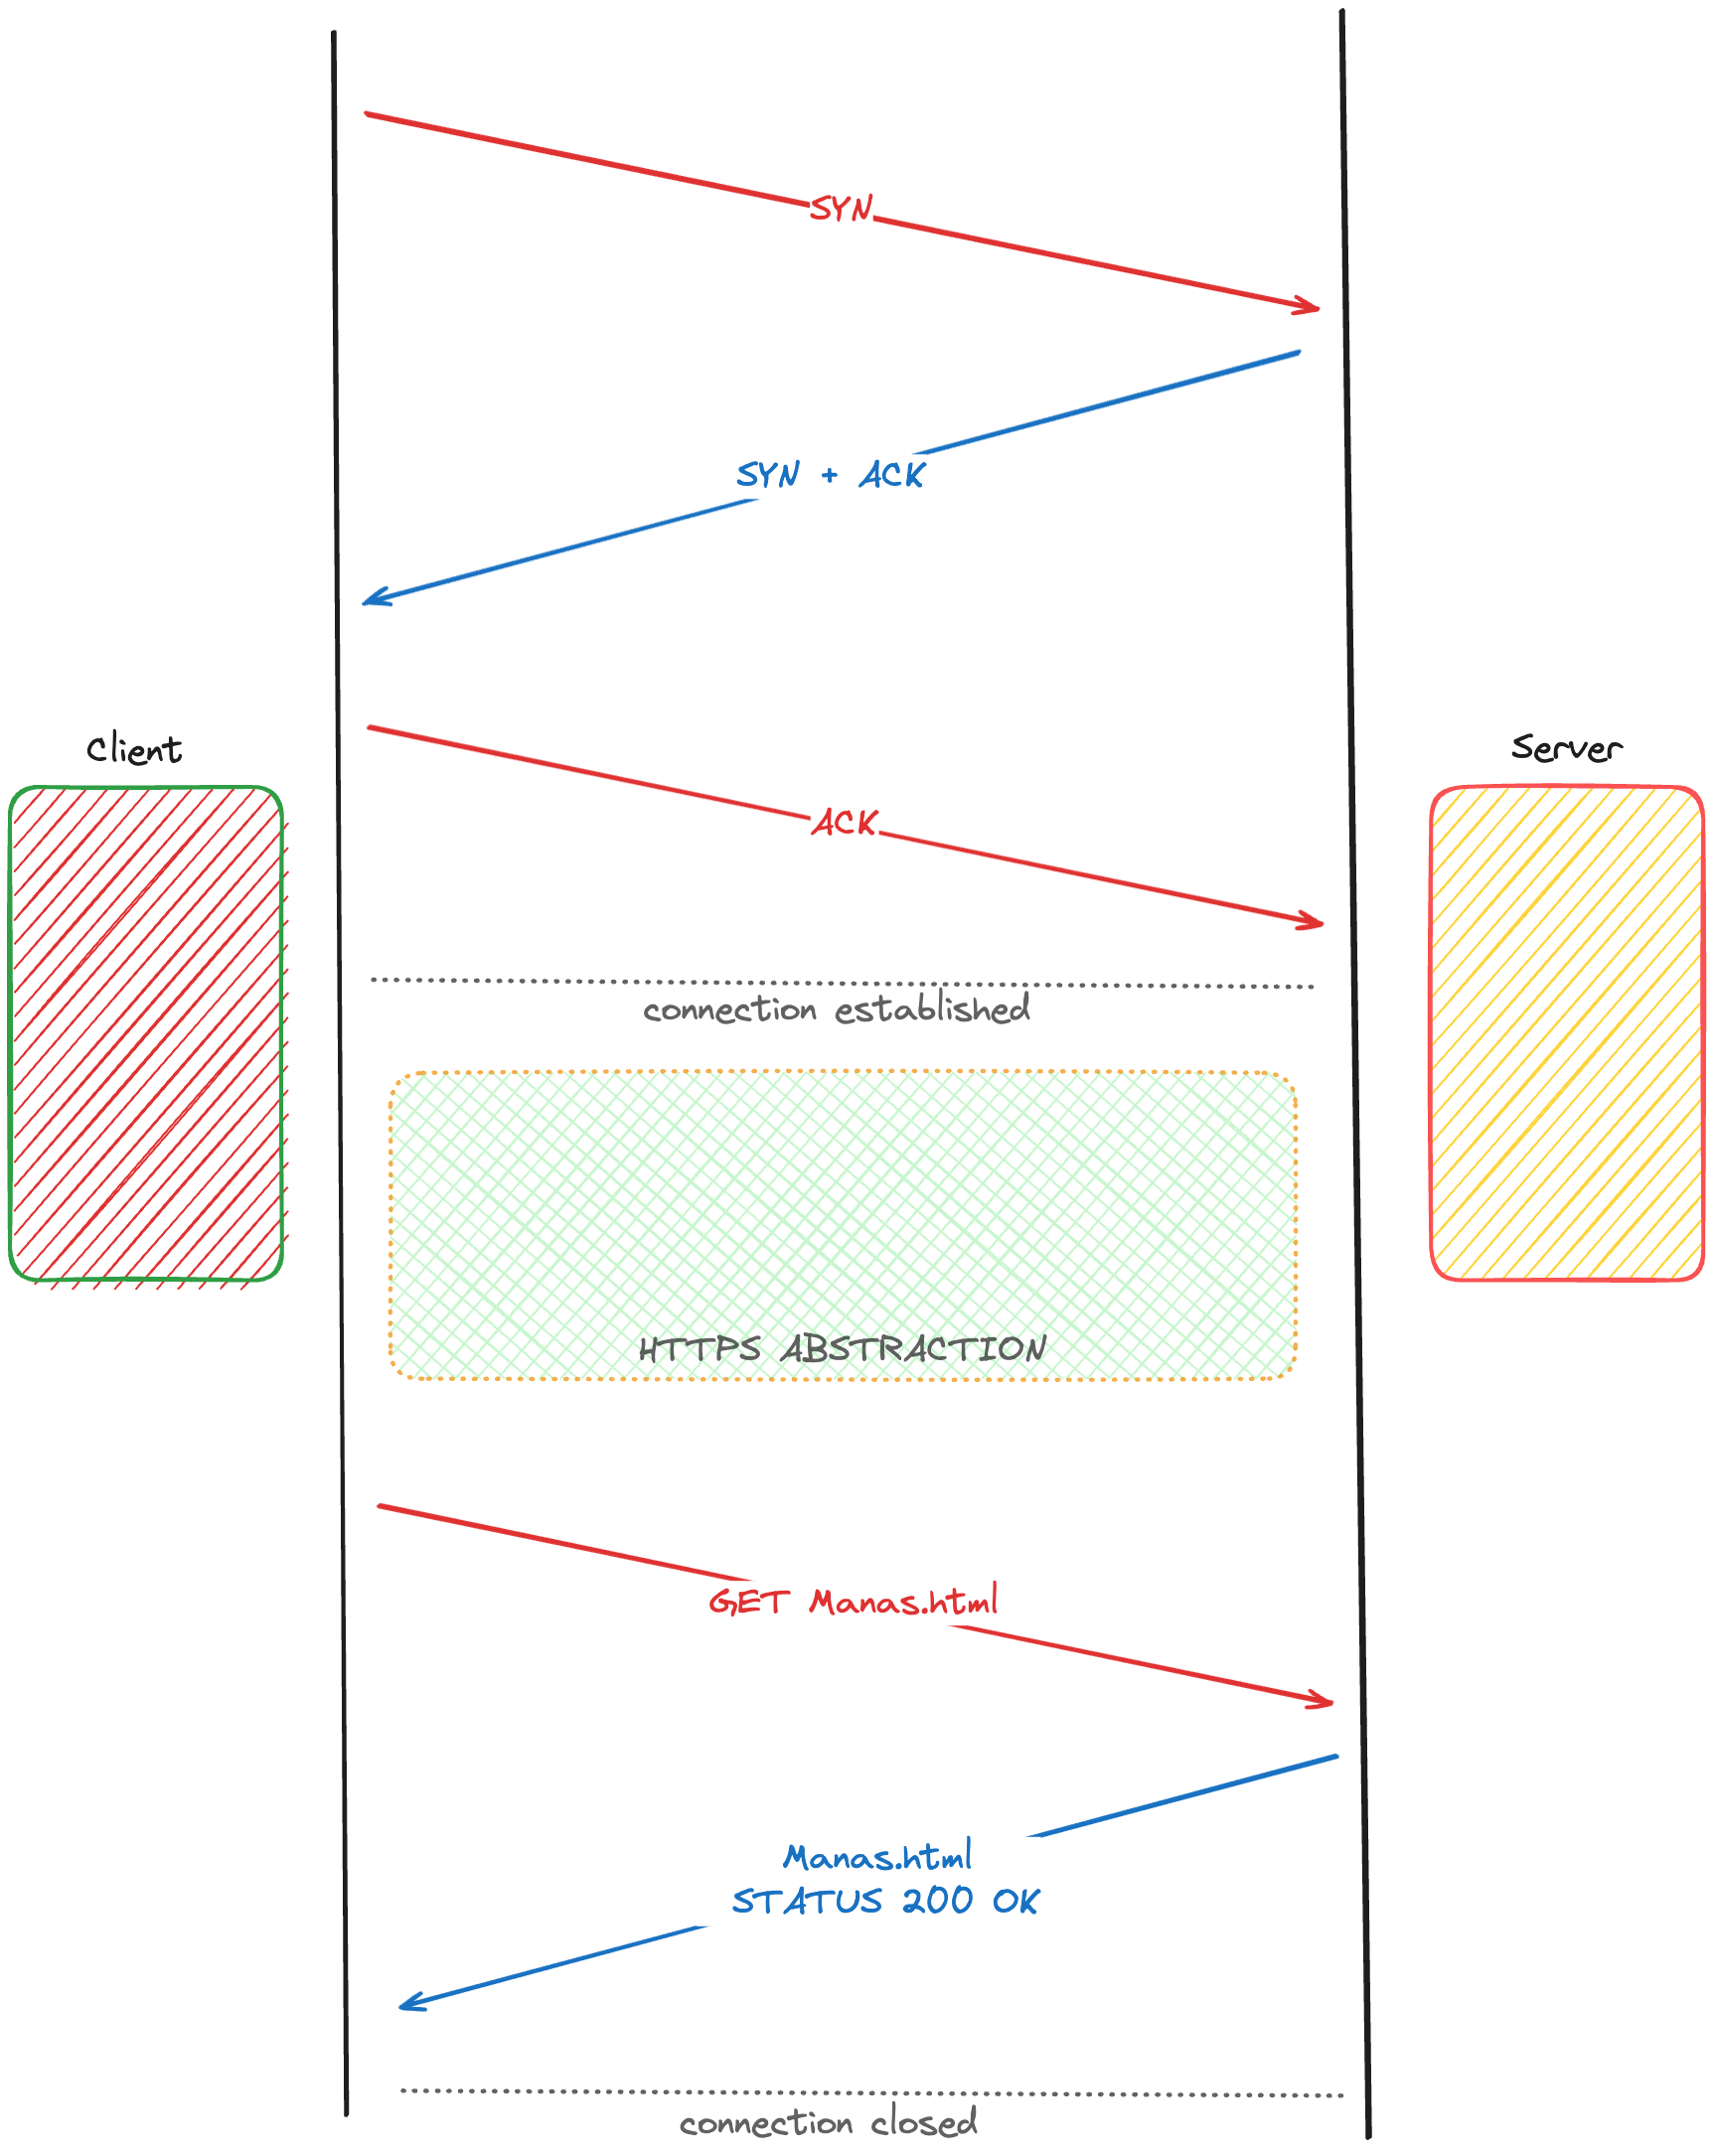 SYN
SYN + ACK
Client
Server
ACK
connection established
HTTPS ABSTRACTION
GET Manas.html
Manas.html
STATUS 200 OK
connection closed